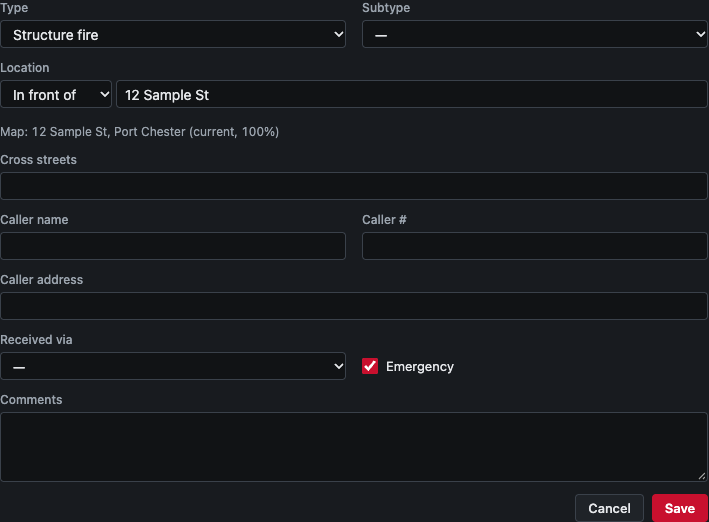 Type Subtype
Structure fire —
Location
In front of 12 Sample St
Map: 12 Sample St, Port Chester (current, 100%)
Cross streets
Caller name Caller #
Caller address
Received via
— Emergency
Comments
Cancel Save